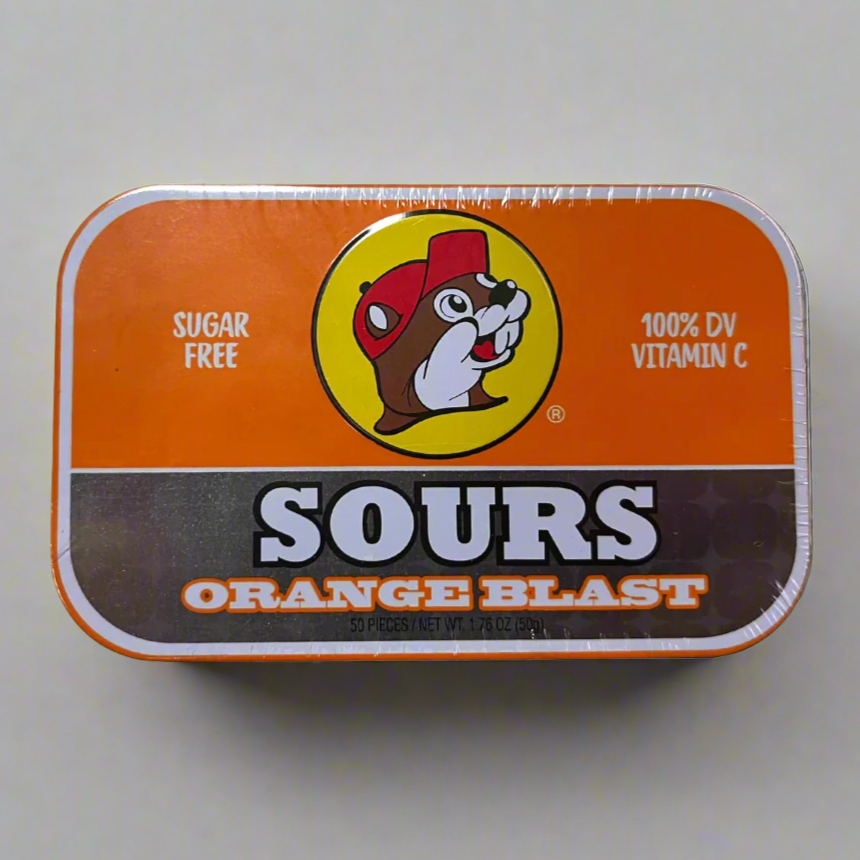 SUGAR
FREE
100% DV
VITAMIN C
®
SOURS
ORANGE BLAST
50 PIECES / NET WT. 1.76 OZ (50g)